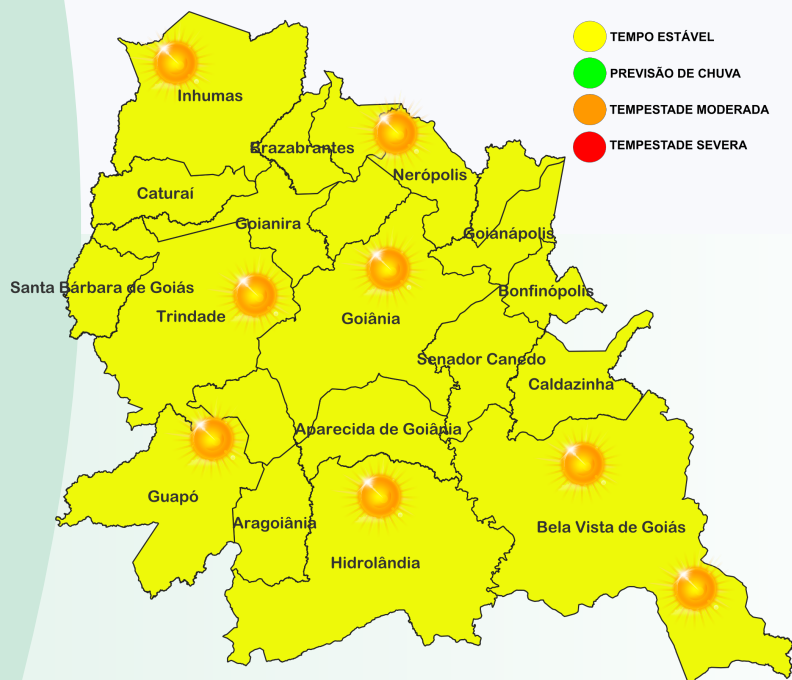 TEMPO ESTÁVEL
PREVISÃO DE CHUVA
TEMPESTADE MODERADA
TEMPESTADE SEVERA
Inhumas
Brazabrantes
Nerópolis
Caturaí
Goianira
Goianápolis
Santa Bárbara de Goiás
Bonfinópolis
Trindade
Goiânia
Senador Canedo
Caldazinha
Aparecida de Goiânia
Guapó
Aragoiânia
Bela Vista de Goiás
Hidrolândia